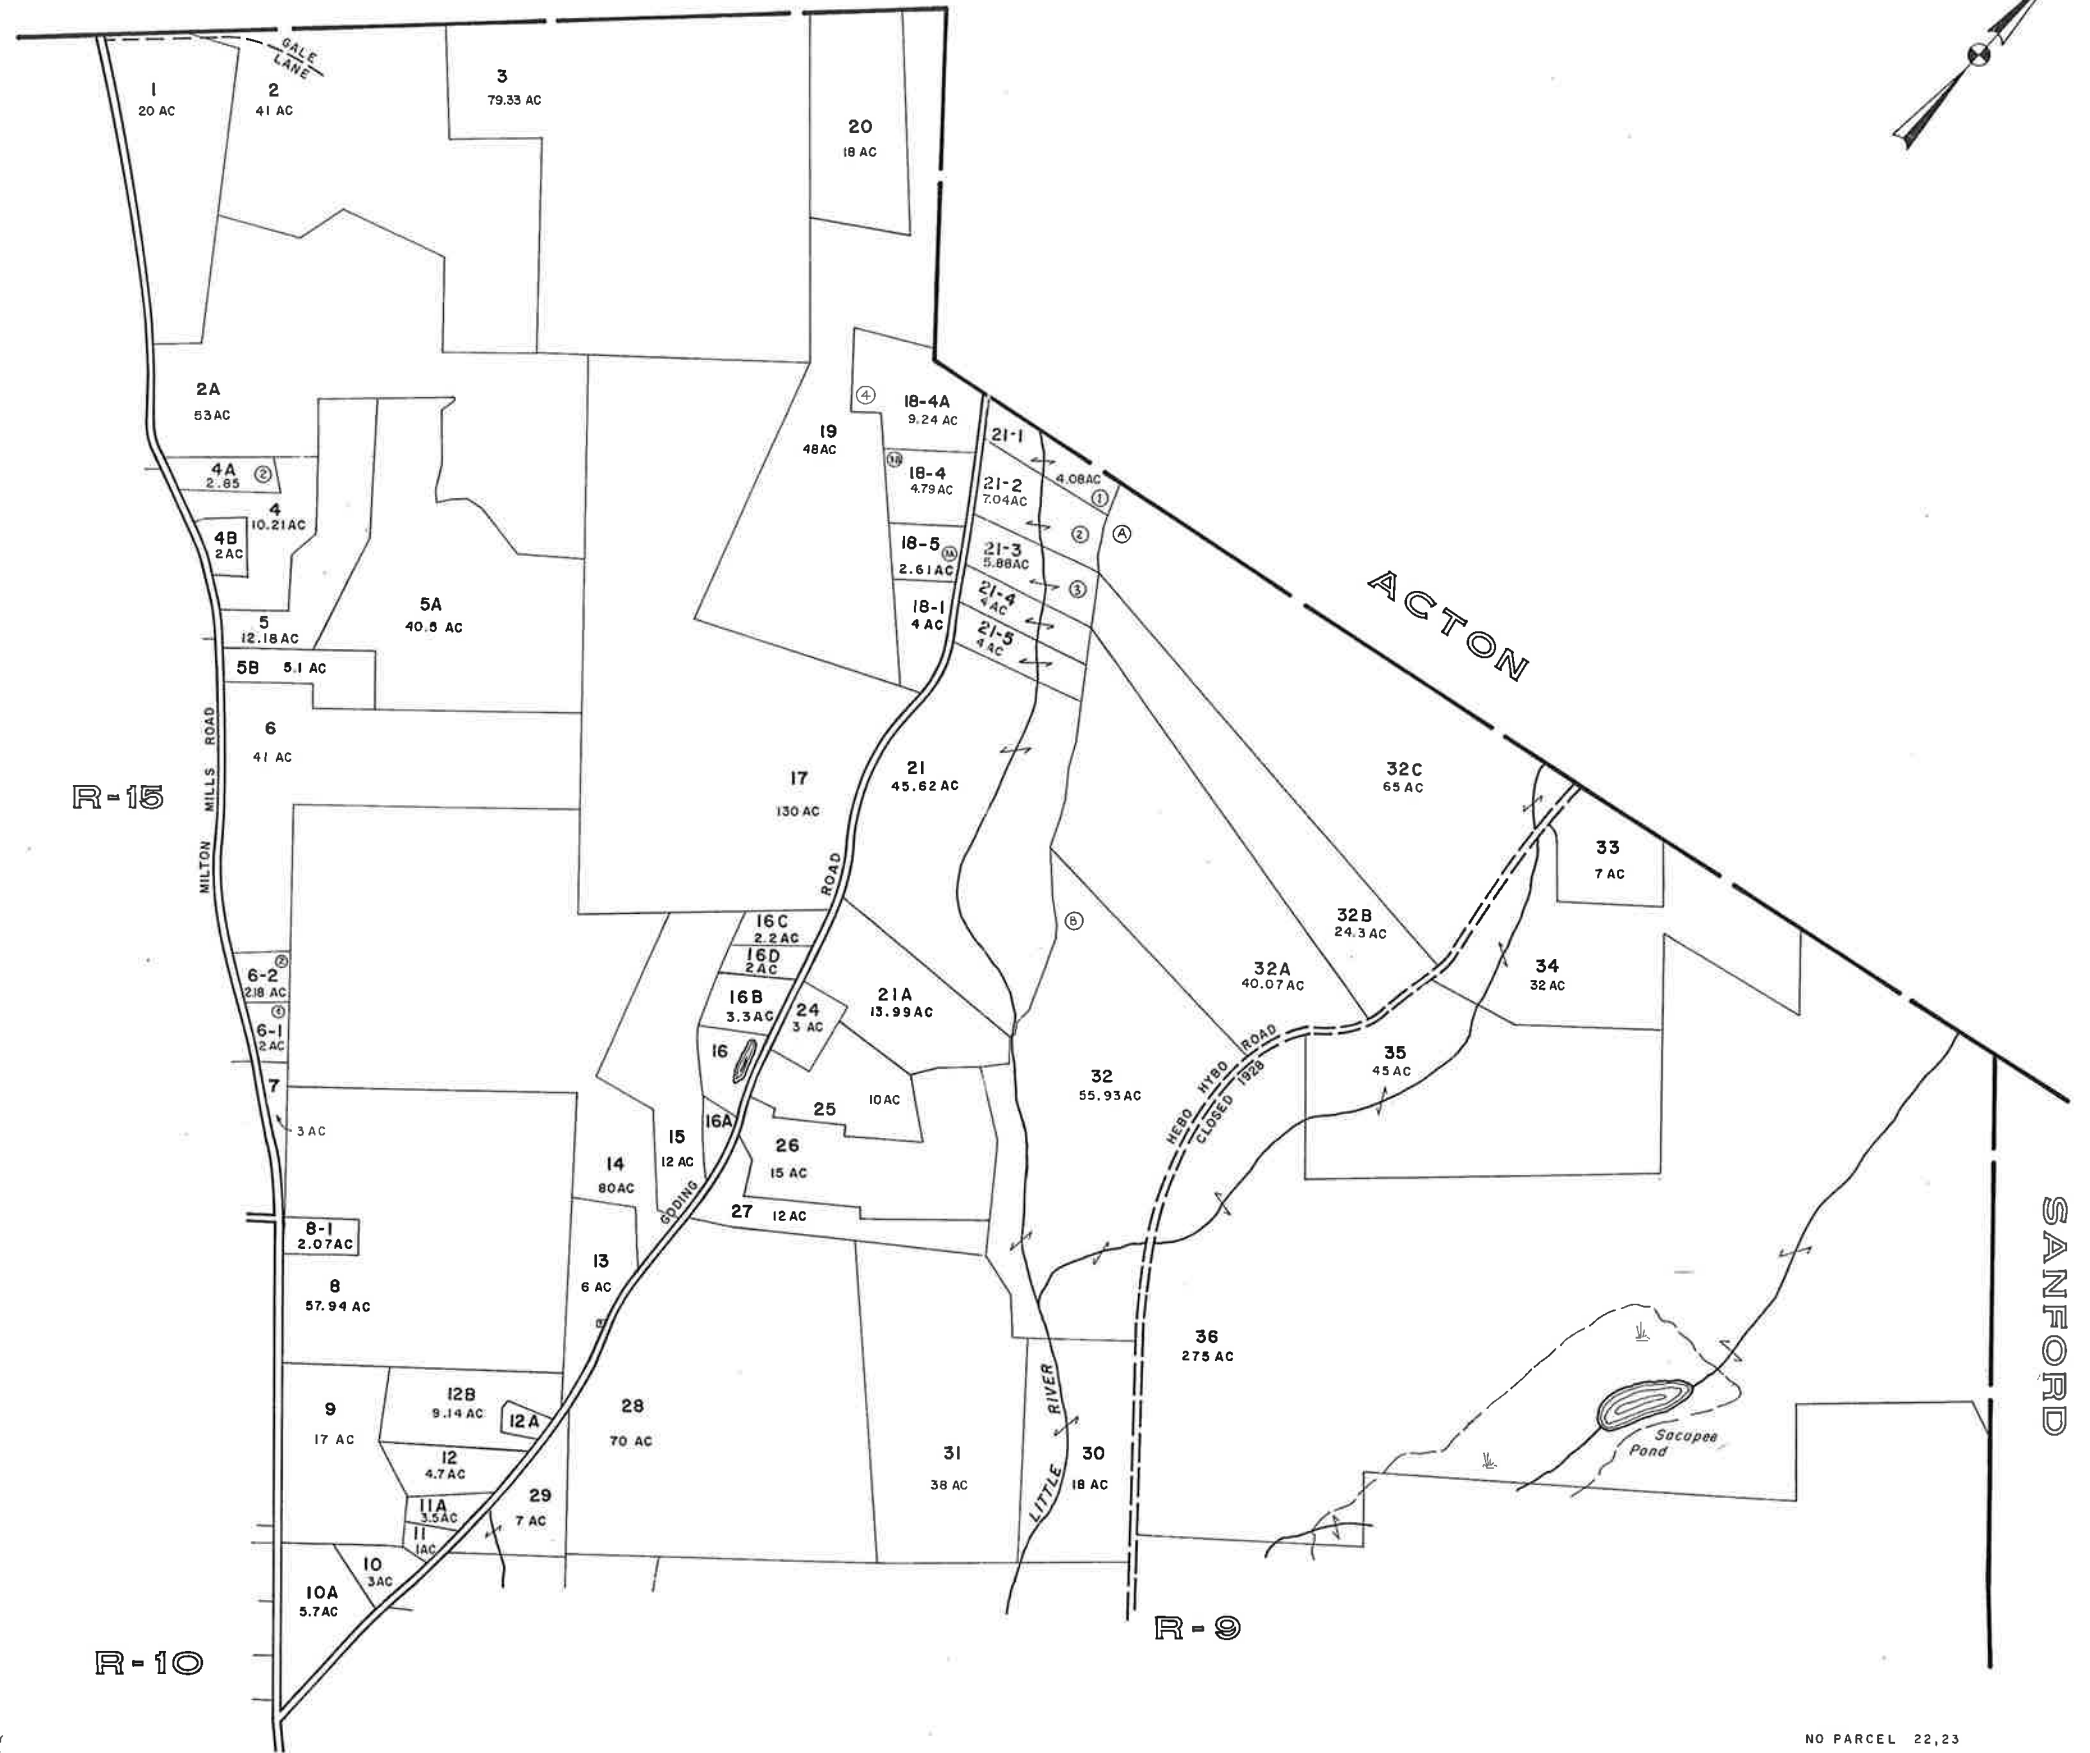 GALE
LANE
1
20 AC
2
41 AC
3
79.33 AC
20
18 AC
2A
53 AC
4A
2.85
2
4
10.21 AC
4B
2 AC
5
12.18 AC
5A
40.5 AC
5B 5.1 AC
6
41 AC
MILTON MILLS ROAD
R-15
19
48 AC
4
18-4A
9.24 AC
3B
18-4
4.79 AC
18-5
3A
2.61 AC
18-1
4 AC
21-1
4.08 AC
1
21-2
7.04 AC
2
A
21-3
5.88 AC
3
21-4
4 AC
21-5
4 AC
ACTON
17
130 AC
21
45.62 AC
32C
65 AC
33
7 AC
ROAD
16C
2.2 AC
16D
2 AC
16B
3.3 AC
24
3 AC
21A
13.99 AC
B
32B
24.3 AC
32A
40.07 AC
34
32 AC
6-2
2
2.18 AC
1
6-1
2 AC
7
3 AC
16
16A
25
10 AC
32
55.93 AC
HEBO HYBO ROAD
CLOSED 1928
35
45 AC
14
80 AC
15
12 AC
26
15 AC
GODING
27 12 AC
8-1
2.07 AC
8
57.94 AC
13
6 AC
SANFORD
36
275 AC
9
17 AC
12B
9.14 AC
12A
12
4.7 AC
28
70 AC
31
38 AC
LITTLE RIVER
30
18 AC
Sacapee
Pond
11A
3.5 AC
11
1 AC
29
7 AC
10
3 AC
10A
5.7 AC
R-10
R-9
NO PARCEL 22,23